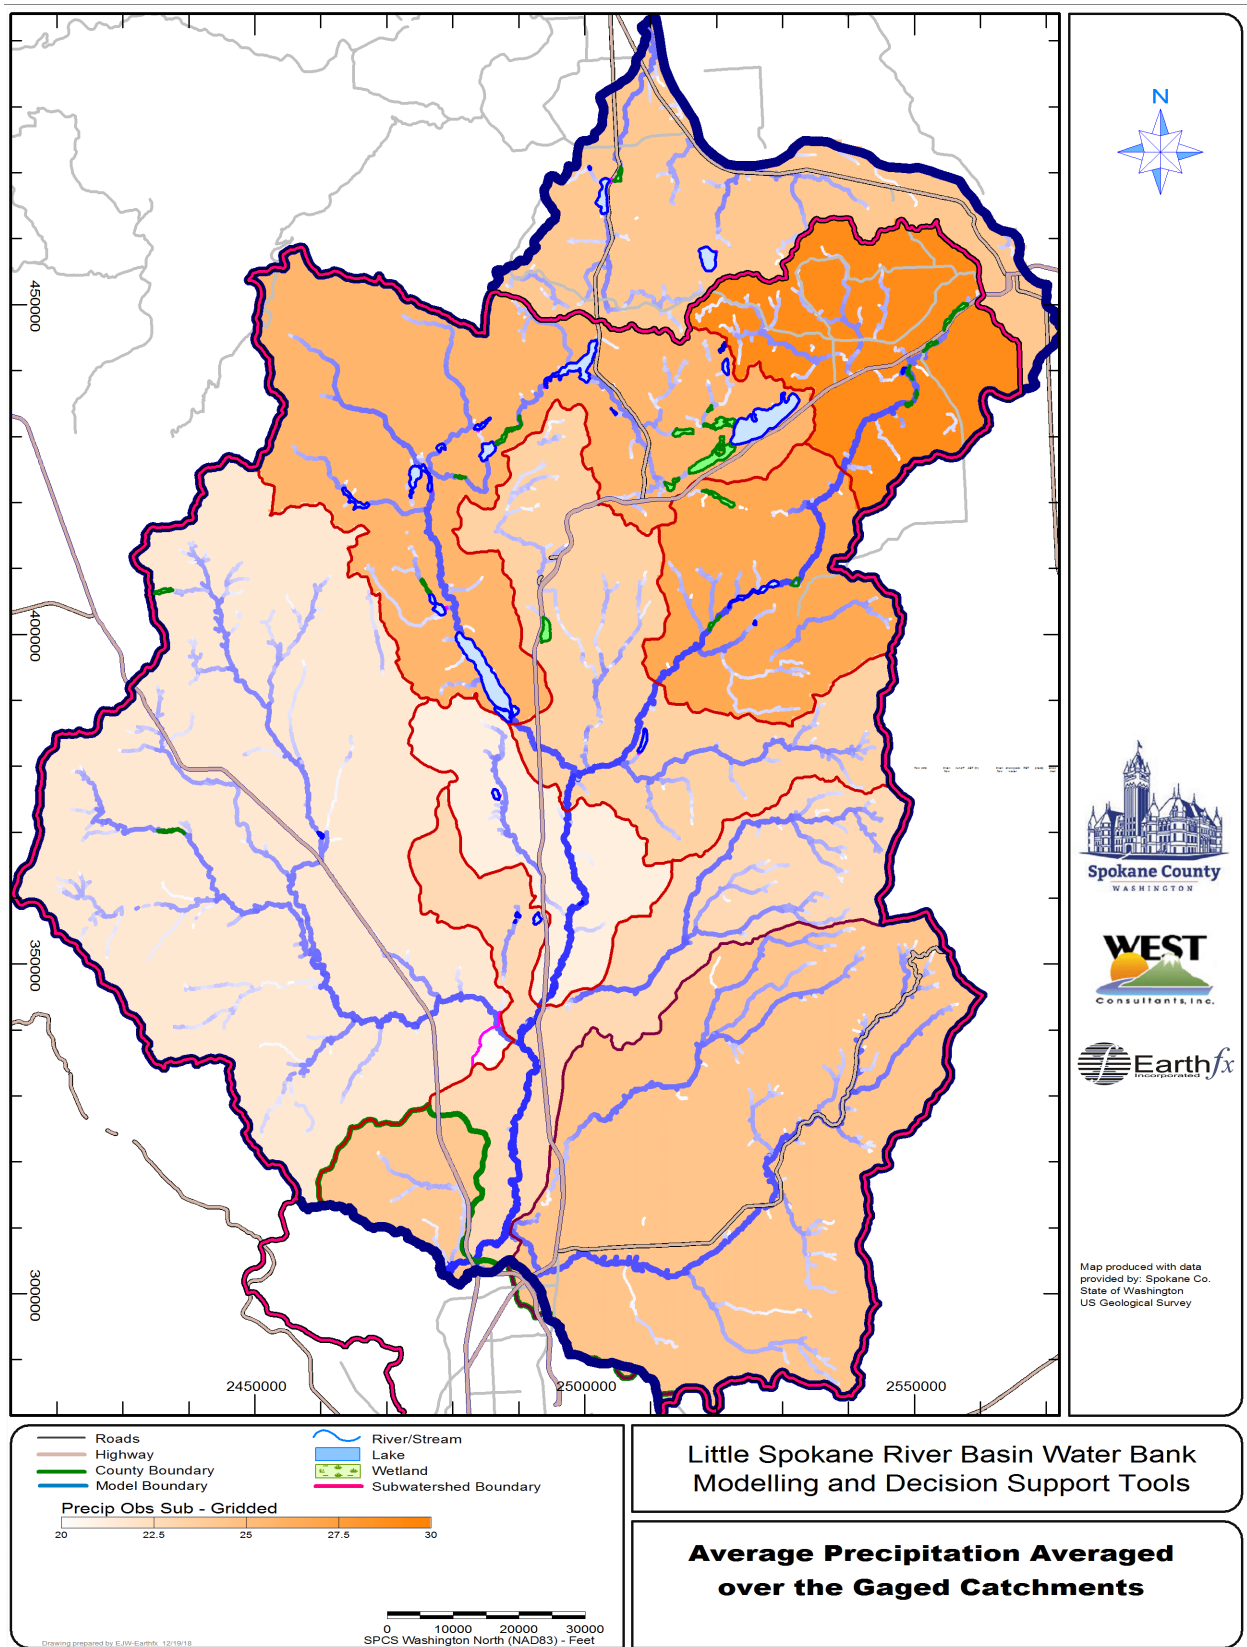 N
450000
400000
350000
300000
2450000
2500000
2550000
Spokane County
WASHINGTON
WEST
Consultants, Inc.
Earthfx
Incorporated
Map produced with data
provided by: Spokane Co.
State of Washington
US Geological Survey
Roads
Highway
County Boundary
Model Boundary
River/Stream
Lake
Wetland
Subwatershed Boundary
Precip Obs Sub - Gridded
20 22.5 25 27.5 30
0 10000 20000 30000
SPCS Washington North (NAD83) - Feet
Drawing prepared by EJW-Earthfx 12/19/18
Little Spokane River Basin Water Bank
Modelling and Decision Support Tools
Average Precipitation Averaged
over the Gaged Catchments